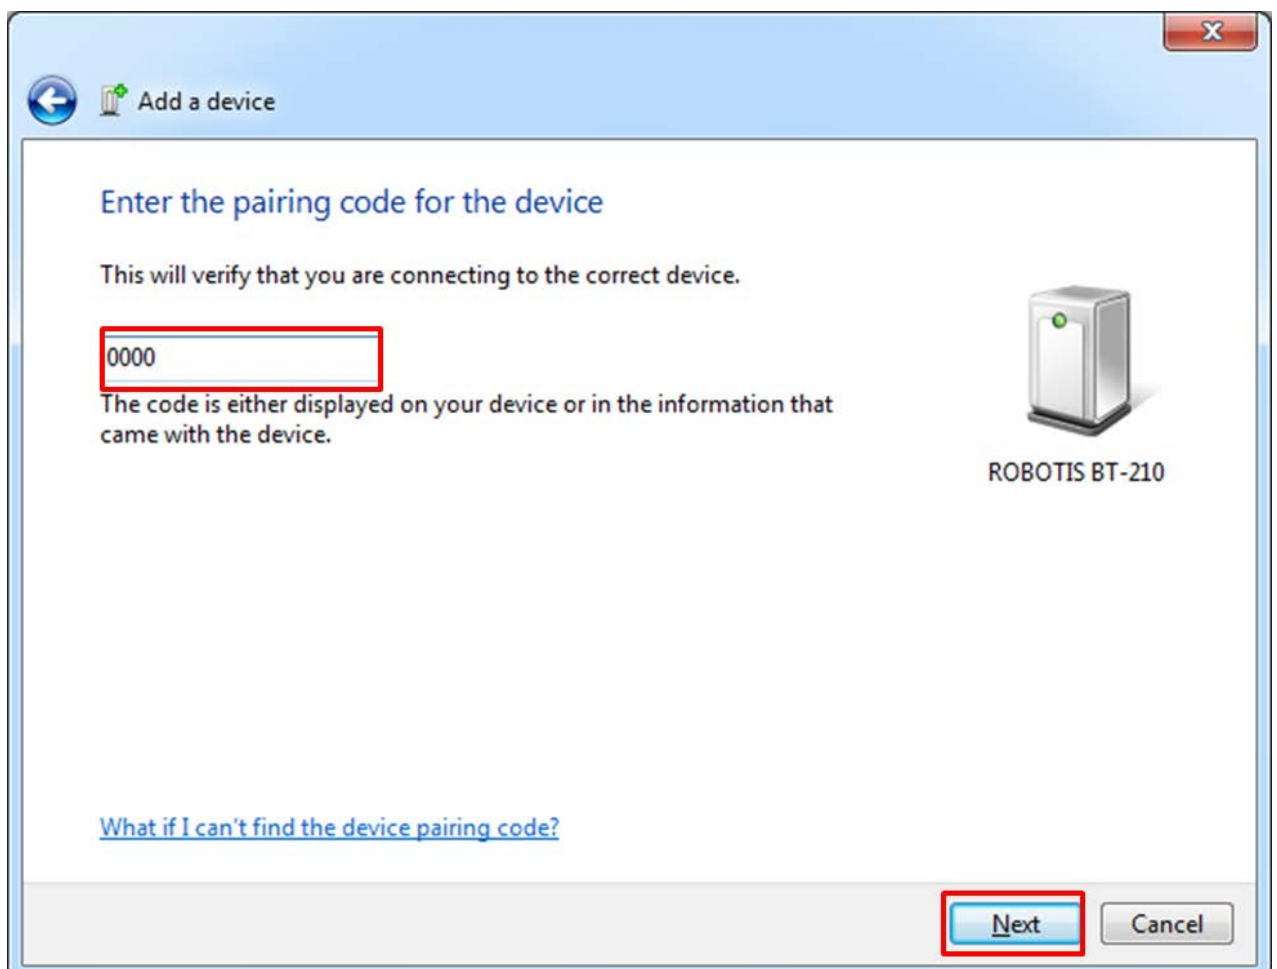 Add a device
Enter the pairing code for the device
This will verify that you are connecting to the correct device.
0000
The code is either displayed on your device or in the information that
came with the device.
ROBOTIS BT-210
What if I can't find the device pairing code?
Next
Cancel